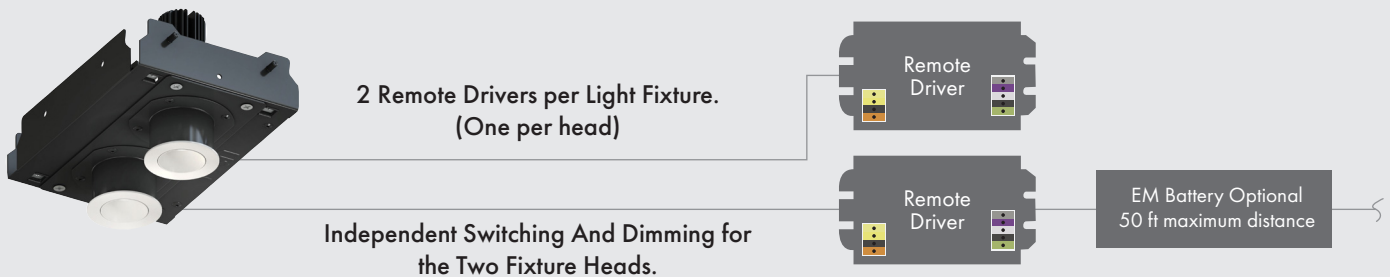 2 Remote Drivers per Light Fixture.
(One per head)
Remote
Driver
Independent Switching And Dimming for
the Two Fixture Heads.
Remote
Driver
EM Battery Optional
50 ft maximum distance